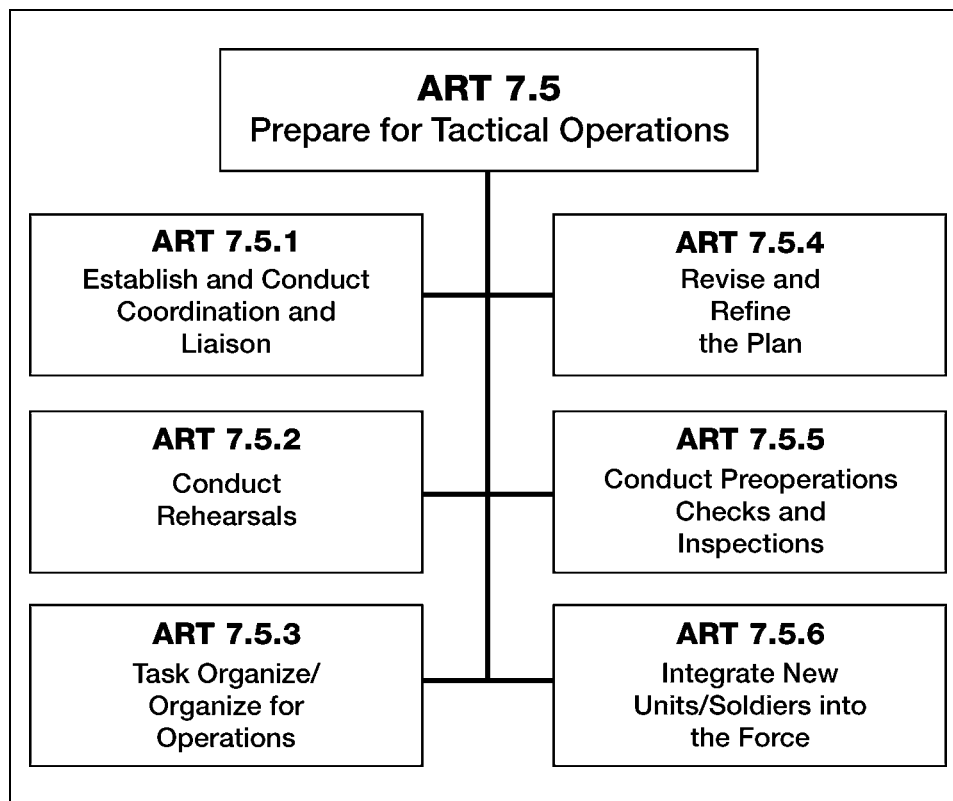 ART 7.5
Prepare for Tactical Operations
ART 7.5.1
Establish and Conduct
Coordination and
Liaison
ART 7.5.2
Conduct
Rehearsals
ART 7.5.3
Task Organize/
Organize for
Operations
ART 7.5.4
Revise and
Refine
the Plan
ART 7.5.5
Conduct Preoperations
Checks and
Inspections
ART 7.5.6
Integrate New
Units/Soldiers into
the Force